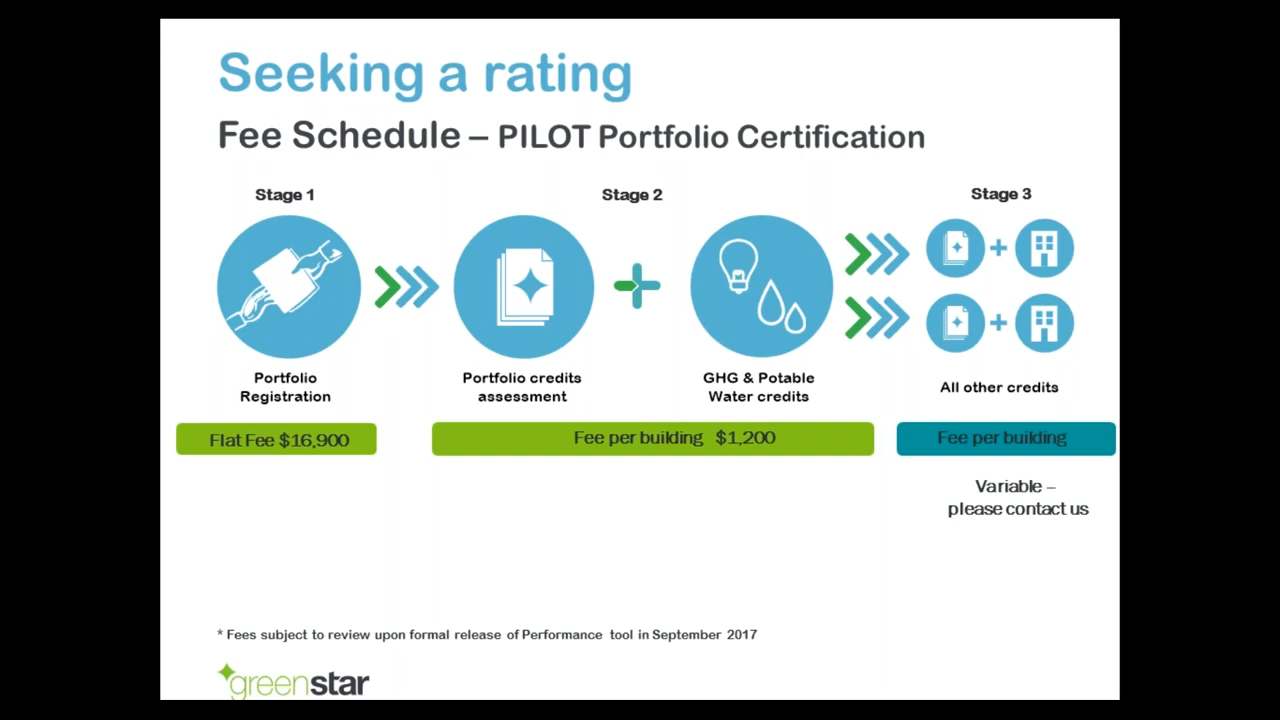 Seeking a rating
Fee Schedule – PILOT Portfolio Certification
Stage 1
Stage 2
Stage 3
Portfolio
Registration
Portfolio credits
assessment
GHG & Potable
Water credits
All other credits
Flat Fee $16,900
Fee per building $1,200
Fee per building
Variable –
please contact us
* Fees subject to review upon formal release of Performance tool in September 2017
greenstar